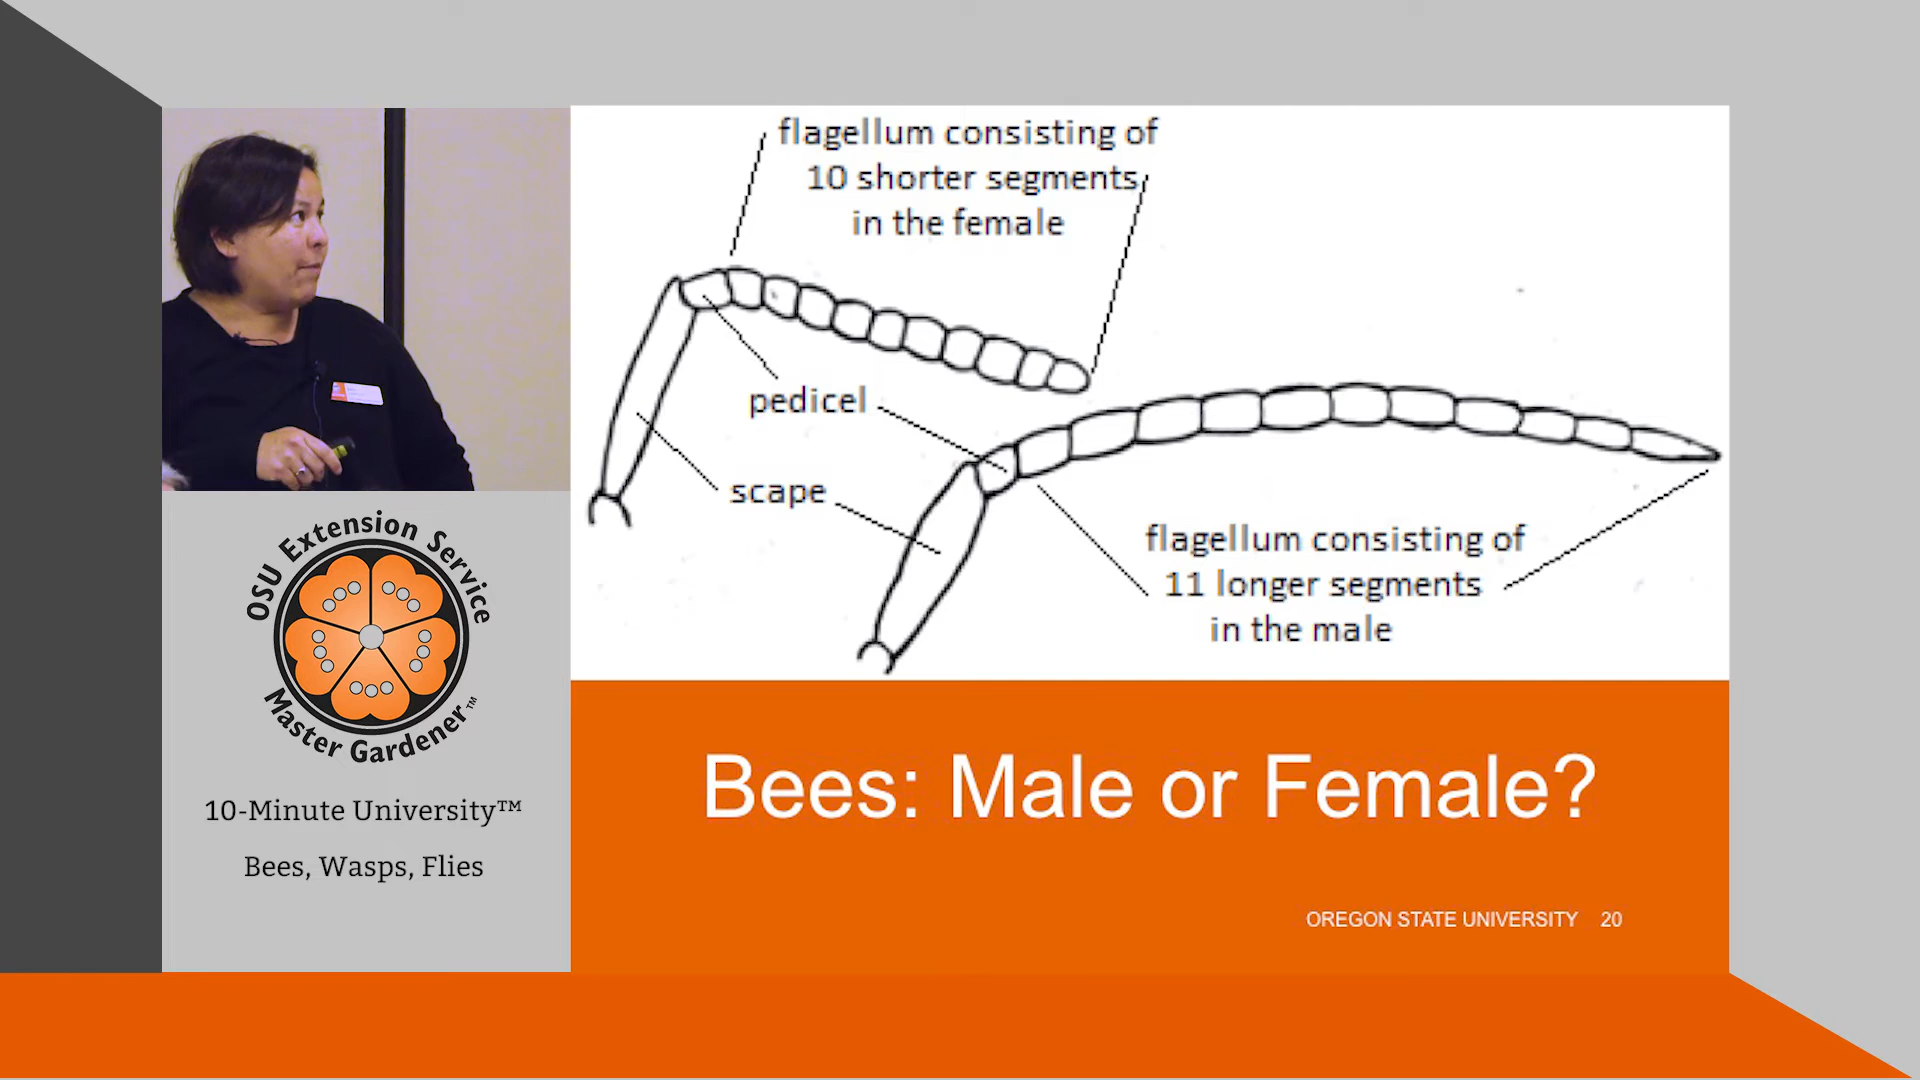 flagellum consisting of
10 shorter segments
in the female
pedicel
scape
flagellum consisting of
11 longer segments
in the male
OSU Extension Service
Master Gardener™
10-Minute University™
Bees, Wasps, Flies
Bees: Male or Female?
OREGON STATE UNIVERSITY 20